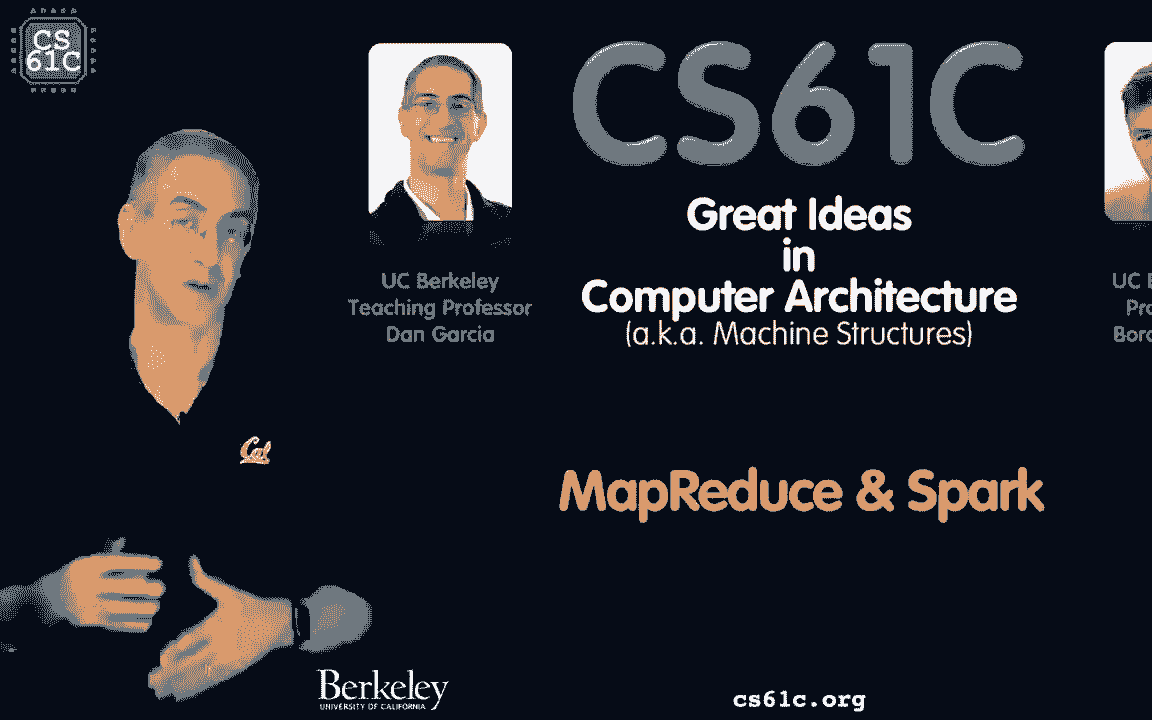 CS
61C
CS61C
Great Ideas
in
Computer Architecture
(a.k.a. Machine Structures)
UC Berkeley
Teaching Professor
Dan Garcia
UC
Cal
MapReduce & Spark
Berkeley
UNIVERSITY OF CALIFORNIA
cs61c.org